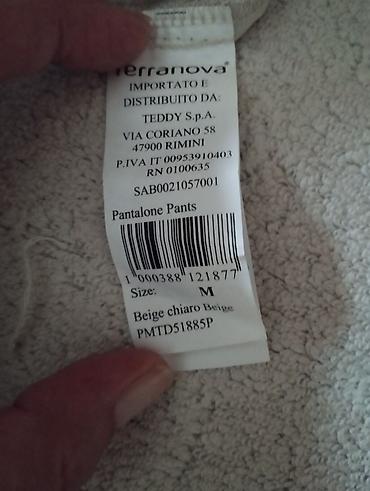 Terranova®
IMPORTATO E
DISTRIBUITO DA:
TEDDY S.p.A.
VIA CORIANO 58
47900 RIMINI
P.IVA IT 00953910403
RN 0100635
SAB0021057001
Pantalone Pants
1 000388 121877
Size: M
Beige chiaro Beige
PMTD51885P